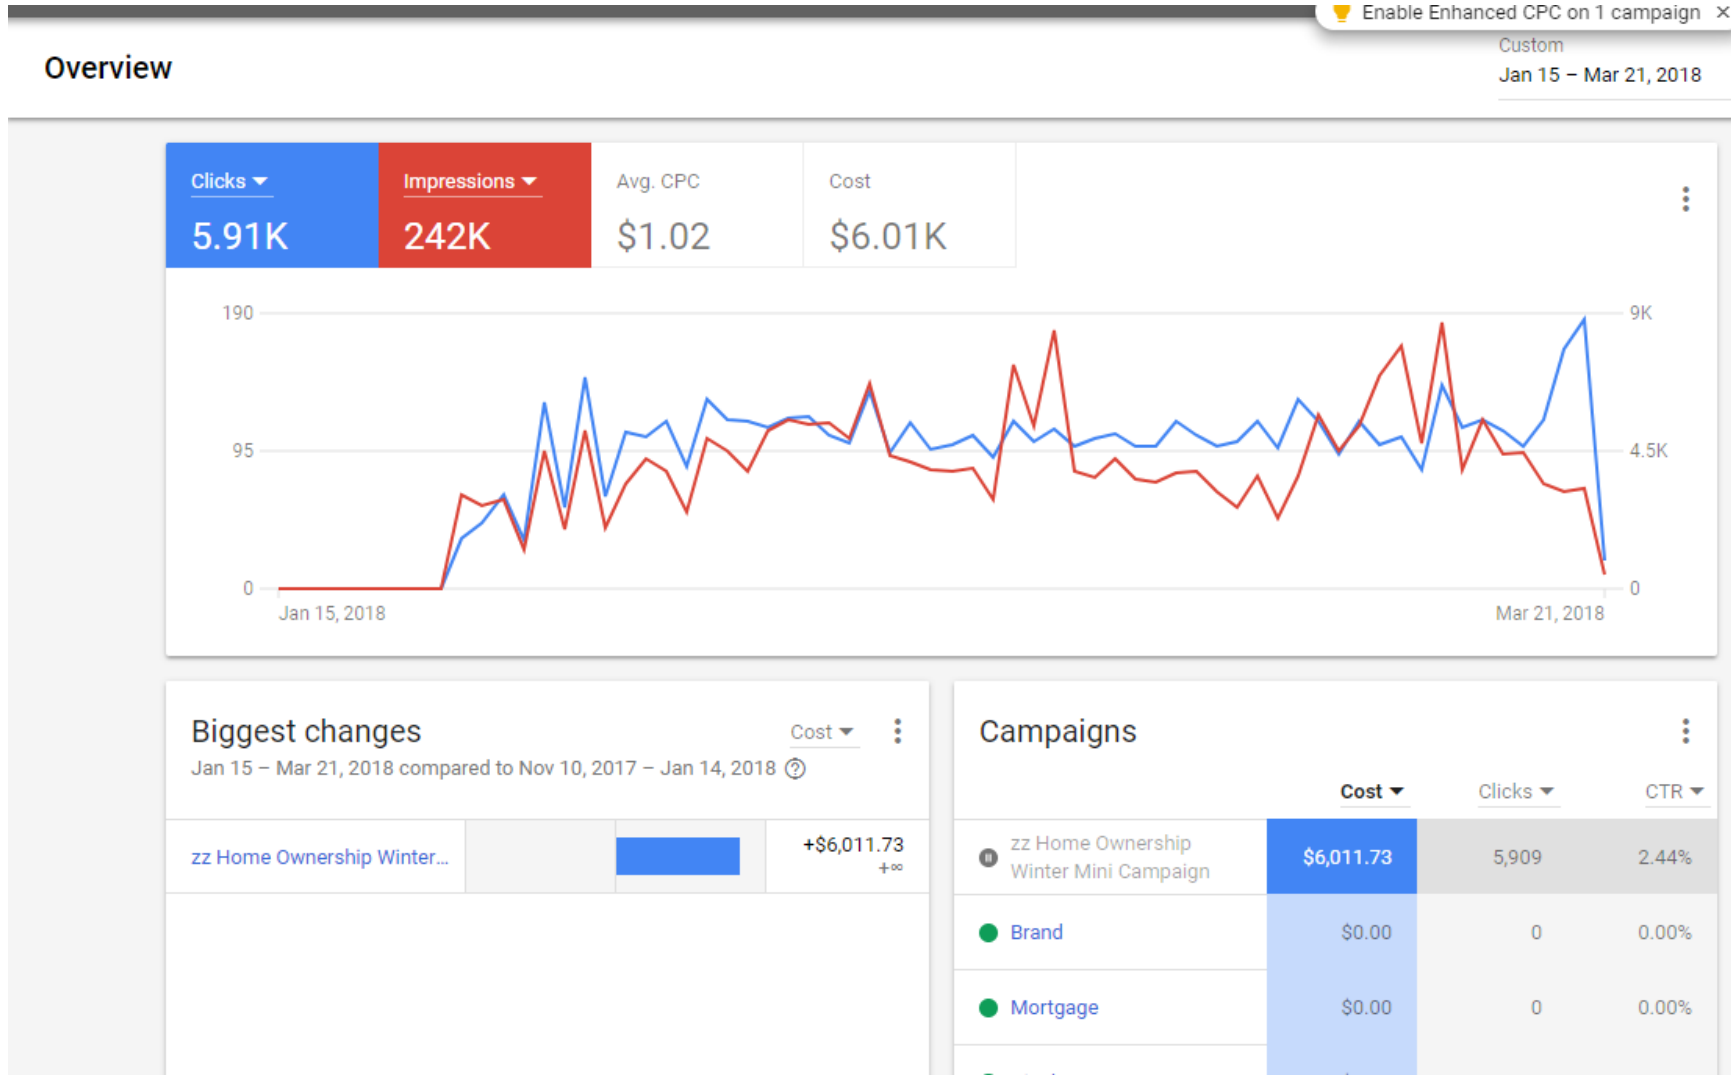 Enable Enhanced CPC on 1 campaign
Overview
Custom
Jan 15 – Mar 21, 2018
Clicks
Impressions
Avg. CPC
Cost
5.91K
242K
$1.02
$6.01K
190
9K
95
4.5K
0
0
Jan 15, 2018
Mar 21, 2018
Biggest changes
Cost
Jan 15 – Mar 21, 2018 compared to Nov 10, 2017 – Jan 14, 2018
zz Home Ownership Winter...
+$6,011.73
+∞
Campaigns
Cost
Clicks
CTR
zz Home Ownership
Winter Mini Campaign
$6,011.73
5,909
2.44%
Brand
$0.00
0
0.00%
Mortgage
$0.00
0
0.00%